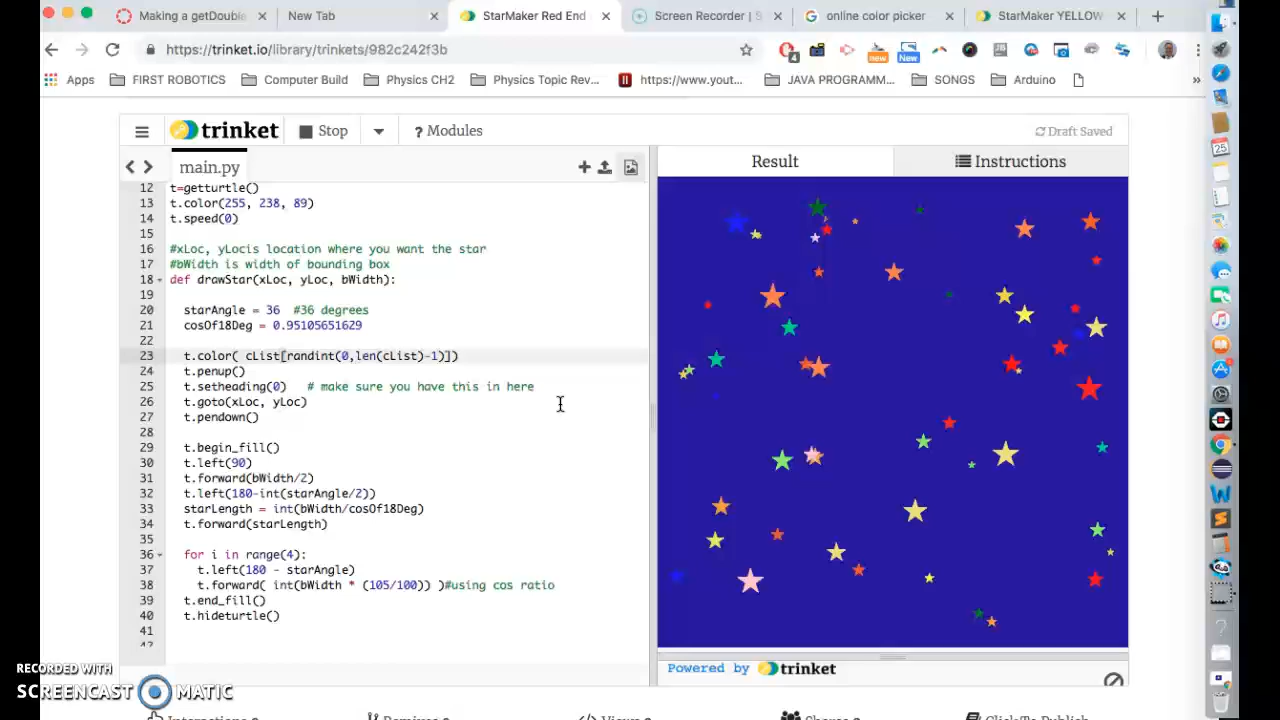 Making a getDouble
New Tab
StarMaker Red End
Screen Recorder | S
online color picker
StarMaker YELLOW
https://trinket.io/library/trinkets/982c242f3b
4
new
New
Apps
FIRST ROBOTICS
Computer Build
Physics CH2
Physics Topic Rev...
https://www.yout...
JAVA PROGRAMM...
SONGS
Arduino
»
trinket
Stop
? Modules
Draft Saved
main.py
Result
Instructions
12 t=getturtle()
13 t.color(255, 238, 89)
14 t.speed(0)
15
16 #xLoc, yLocis location where you want the star
17 #bWidth is width of bounding box
18 def drawStar(xLoc, yLoc, bWidth):
19
20 starAngle = 36 #36 degrees
21 cosOf18Deg = 0.95105651629
22
23 t.color( cList[randint(0,len(cList)-1)])
24 t.penup()
25 t.setheading(0) # make sure you have this in here
26 t.goto(xLoc, yLoc)
27 t.pendown()
28
29 t.begin_fill()
30 t.left(90)
31 t.forward(bWidth/2)
32 t.left(180-int(starAngle/2))
33 starLength = int(bWidth/cosOf18Deg)
34 t.forward(starLength)
35
36 for i in range(4):
37 t.left(180 - starAngle)
38 t.forward( int(bWidth * (105/100)) )#using cos ratio
39 t.end_fill()
40 t.hideturtle()
41
Powered by trinket
25
RECORDED WITH
SCREENCAST MATIC